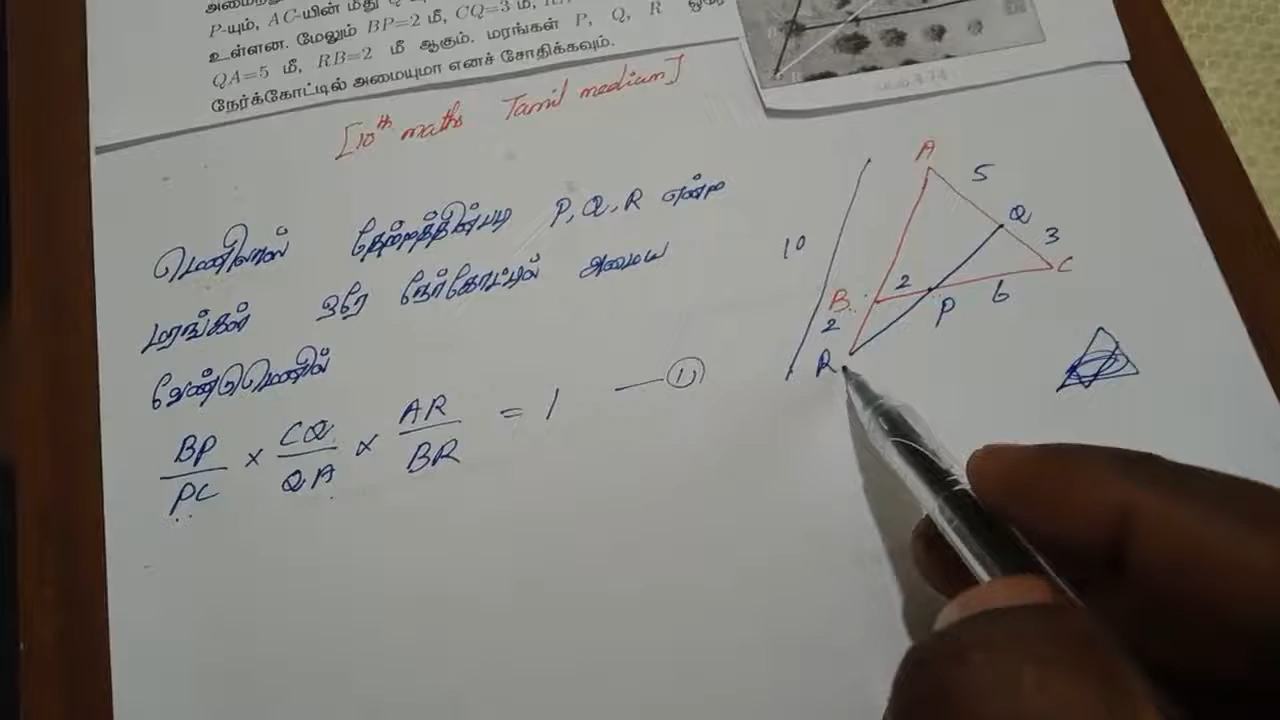 P-யும், AC-யின் மீது
உள்ளன. மேலும் BP=2 மீ, CQ=3 மீ,
QA=5 மீ, RB=2 மீ ஆகும். மரங்கள் P, Q, R ஒரே
நேர்க்கோட்டில் அமையுமா எனச் சோதிக்கவும்.
[10th maths Tamil medium]
மெனிலாஸ் தேற்றத்தின்படி P, Q, R என்ற
மரங்கள் ஒரே நேர்கோட்டில் அமைய
வேண்டுமெனில்
BP/PC × CQ/QA × AR/BR = 1 — ①
A
5
Q
3
C
10
B
2
P
6
2
R